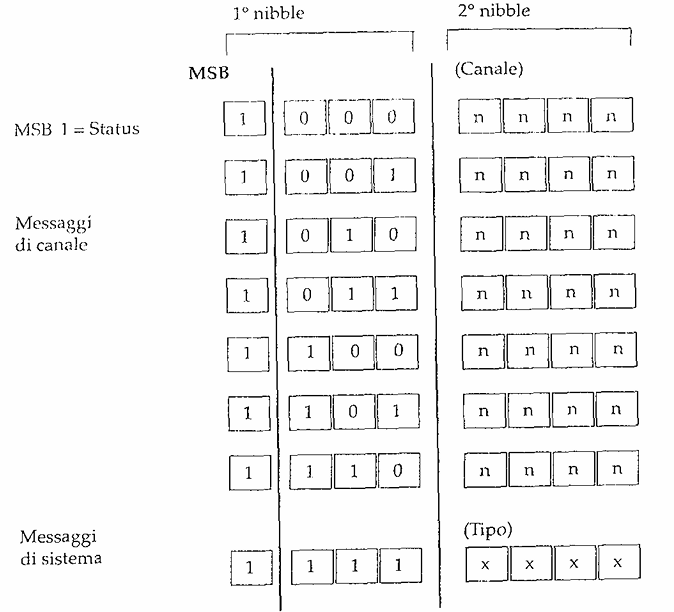 1° nibble 2° nibble
MSB (Canale)
MSB 1 = Status 1 0 0 0 n n n n
1 0 0 1 n n n n
Messaggi
di canale 1 0 1 0 n n n n
1 0 1 1 n n n n
1 1 0 0 n n n n
1 1 0 1 n n n n
1 1 1 0 n n n n
Messaggi (Tipo)
di sistema 1 1 1 1 x x x x